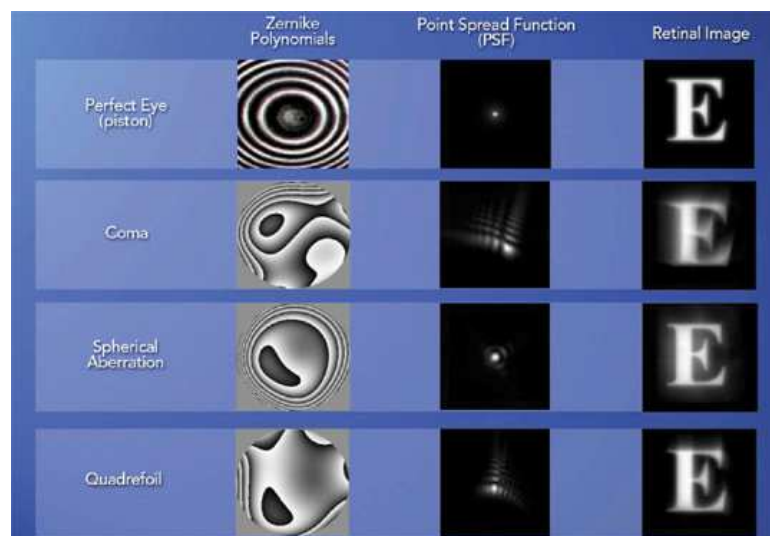 Zernike
Polynomials
Point Spread Function
(PSF)
Retinal Image
Perfect Eye
(piston)
E
Coma
E
Spherical
Aberration
E
Quadrefoil
E